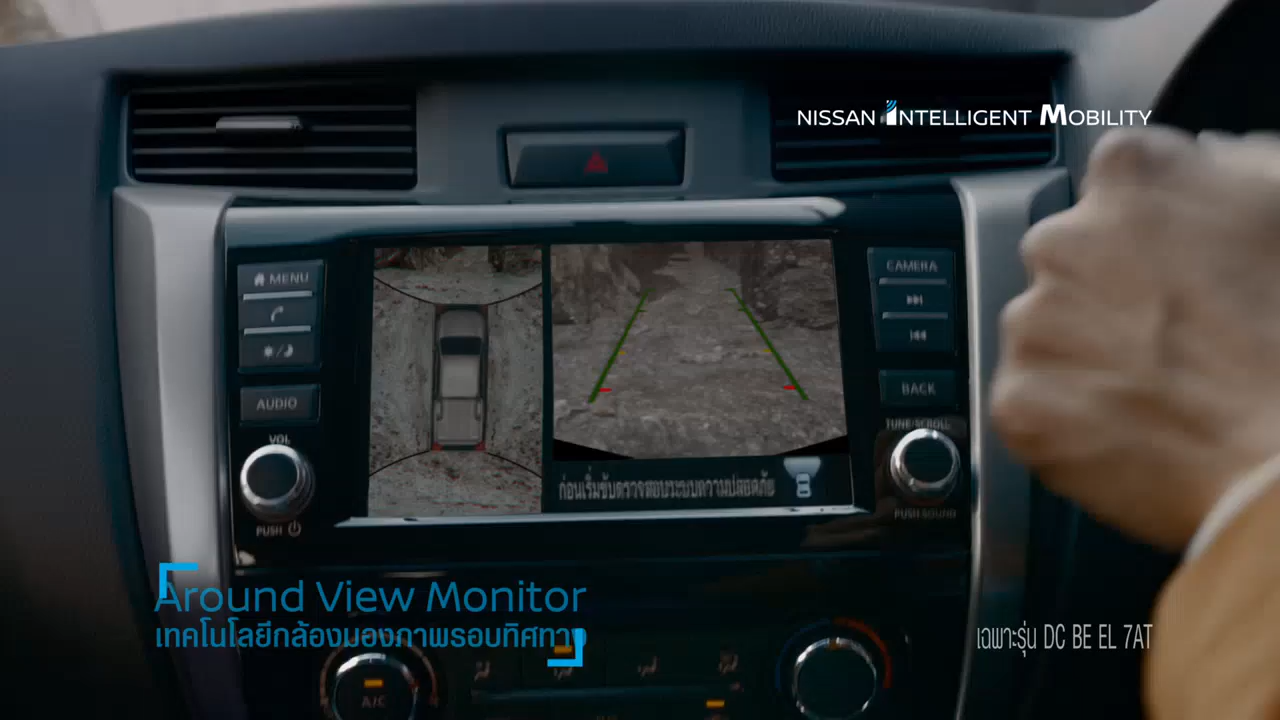 NISSAN INTELLIGENT MOBILITY
MENU
CAMERA
AUDIO
BACK
VOL
TUNE/SCROLL
ก่อนเริ่มขับตรวจสอบระบบความปลอดภัย
PUSH
PUSH SOUND
Around View Monitor
เทคโนโลยีกล้องมองภาพรอบทิศทาง
เฉพาะรุ่น DC BE EL 7AT
A/C